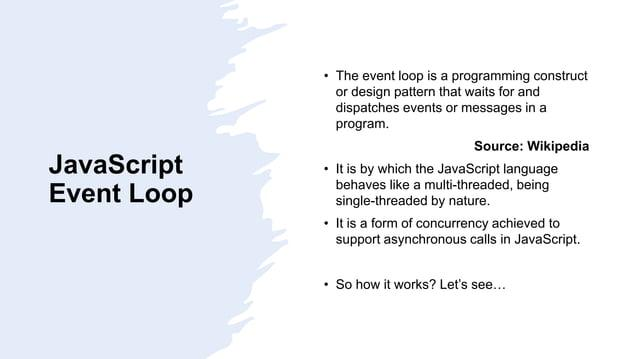 JavaScript
Event Loop
• The event loop is a programming construct
or design pattern that waits for and
dispatches events or messages in a
program.
Source: Wikipedia
• It is by which the JavaScript language
behaves like a multi-threaded, being
single-threaded by nature.
• It is a form of concurrency achieved to
support asynchronous calls in JavaScript.
• So how it works? Let’s see…